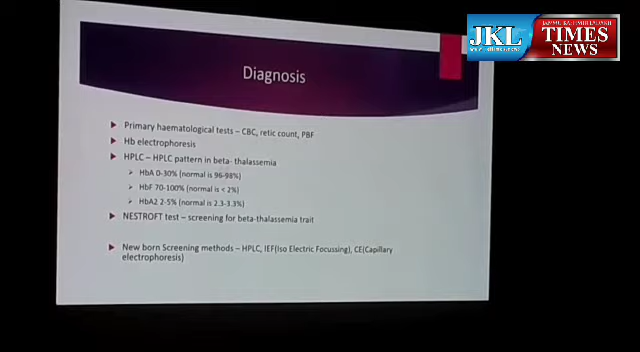 JAMMU KASHMIR LADAKH
JKL TIMES
NEWS
Diagnosis
Primary haematological tests – CBC, retic count, PBF
Hb electrophoresis
HPLC – HPLC pattern in beta- thalassemia
HbA 0-30% (normal is 96-98%)
HbF 70-100% (normal is < 2%)
HbA2 2-5% (normal is 2.3-3.3%)
NESTROFT test – screening for beta-thalassemia trait
New born Screening methods – HPLC, IEF(Iso Electric Focussing), CE(Capillary
electrophoresis)